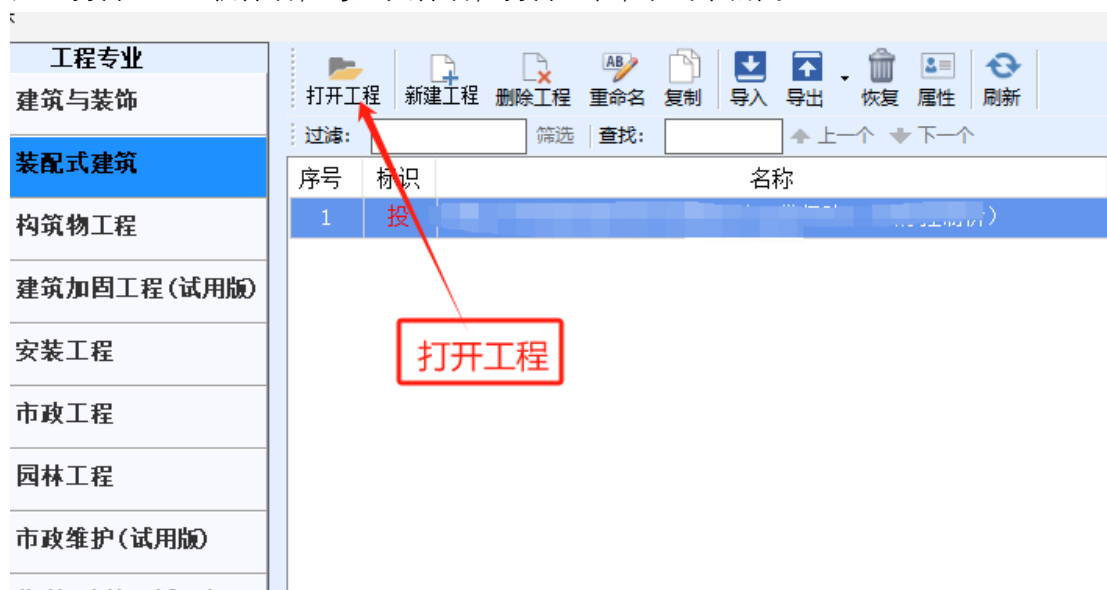 工程专业
建筑与装饰
装配式建筑
构筑物工程
建筑加固工程(试用版)
安装工程
市政工程
园林工程
市政维护(试用版)
打开工程 新建工程 删除工程 重命名 复制 导入 导出 恢复 属性 刷新
过滤: 筛选 查找: 上一个 下一个
序号 标识 名称
1 投
打开工程